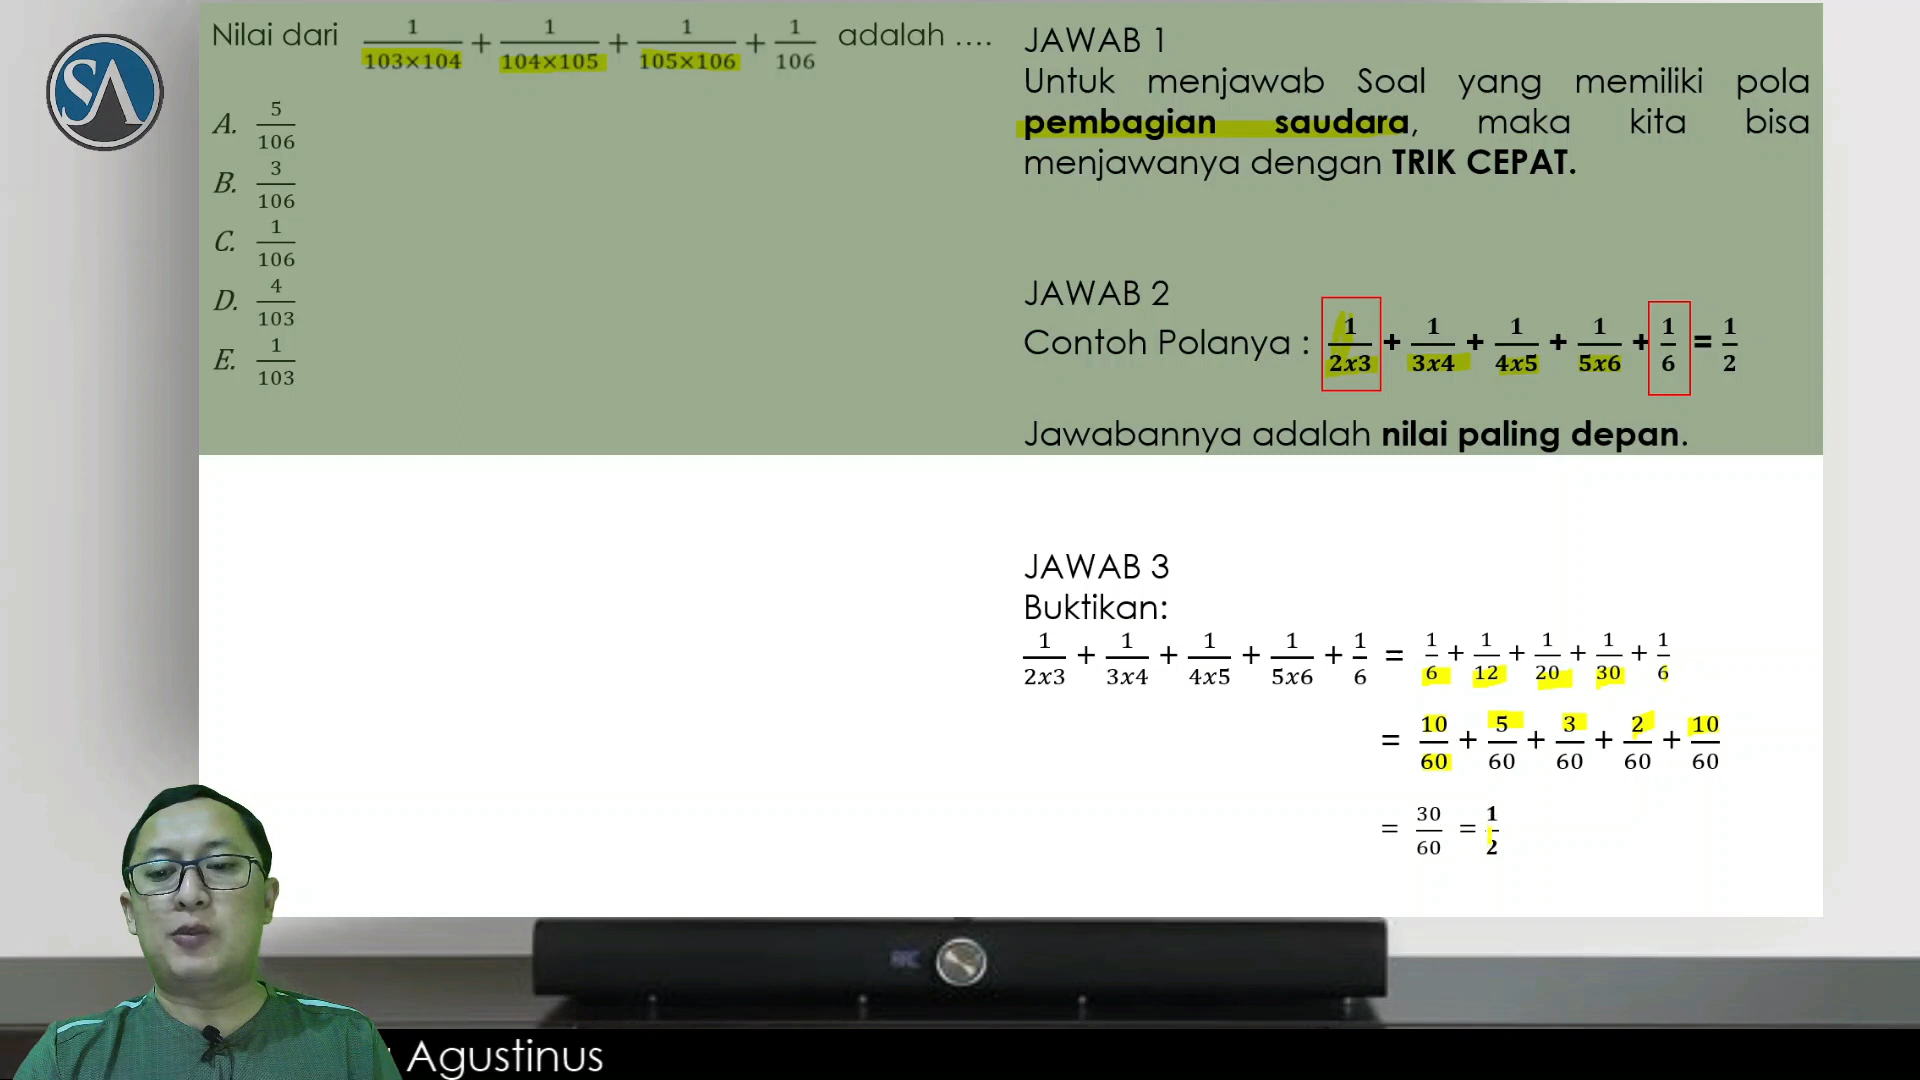 SA
Nilai dari 1/103×104 + 1/104×105 + 1/105×106 + 1/106 adalah ....
A. 5/106
B. 3/106
C. 1/106
D. 4/103
E. 1/103
JAWAB 1
Untuk menjawab Soal yang memiliki pola
pembagian saudara, maka kita bisa
menjawanya dengan TRIK CEPAT.
JAWAB 2
Contoh Polanya : 1/2x3 + 1/3x4 + 1/4x5 + 1/5x6 + 1/6 = 1/2
Jawabannya adalah nilai paling depan.
JAWAB 3
Buktikan:
1/2x3 + 1/3x4 + 1/4x5 + 1/5x6 + 1/6 = 1/6 + 1/12 + 1/20 + 1/30 + 1/6
= 10/60 + 5/60 + 3/60 + 2/60 + 10/60
= 30/60 = 1/2
Agustinus